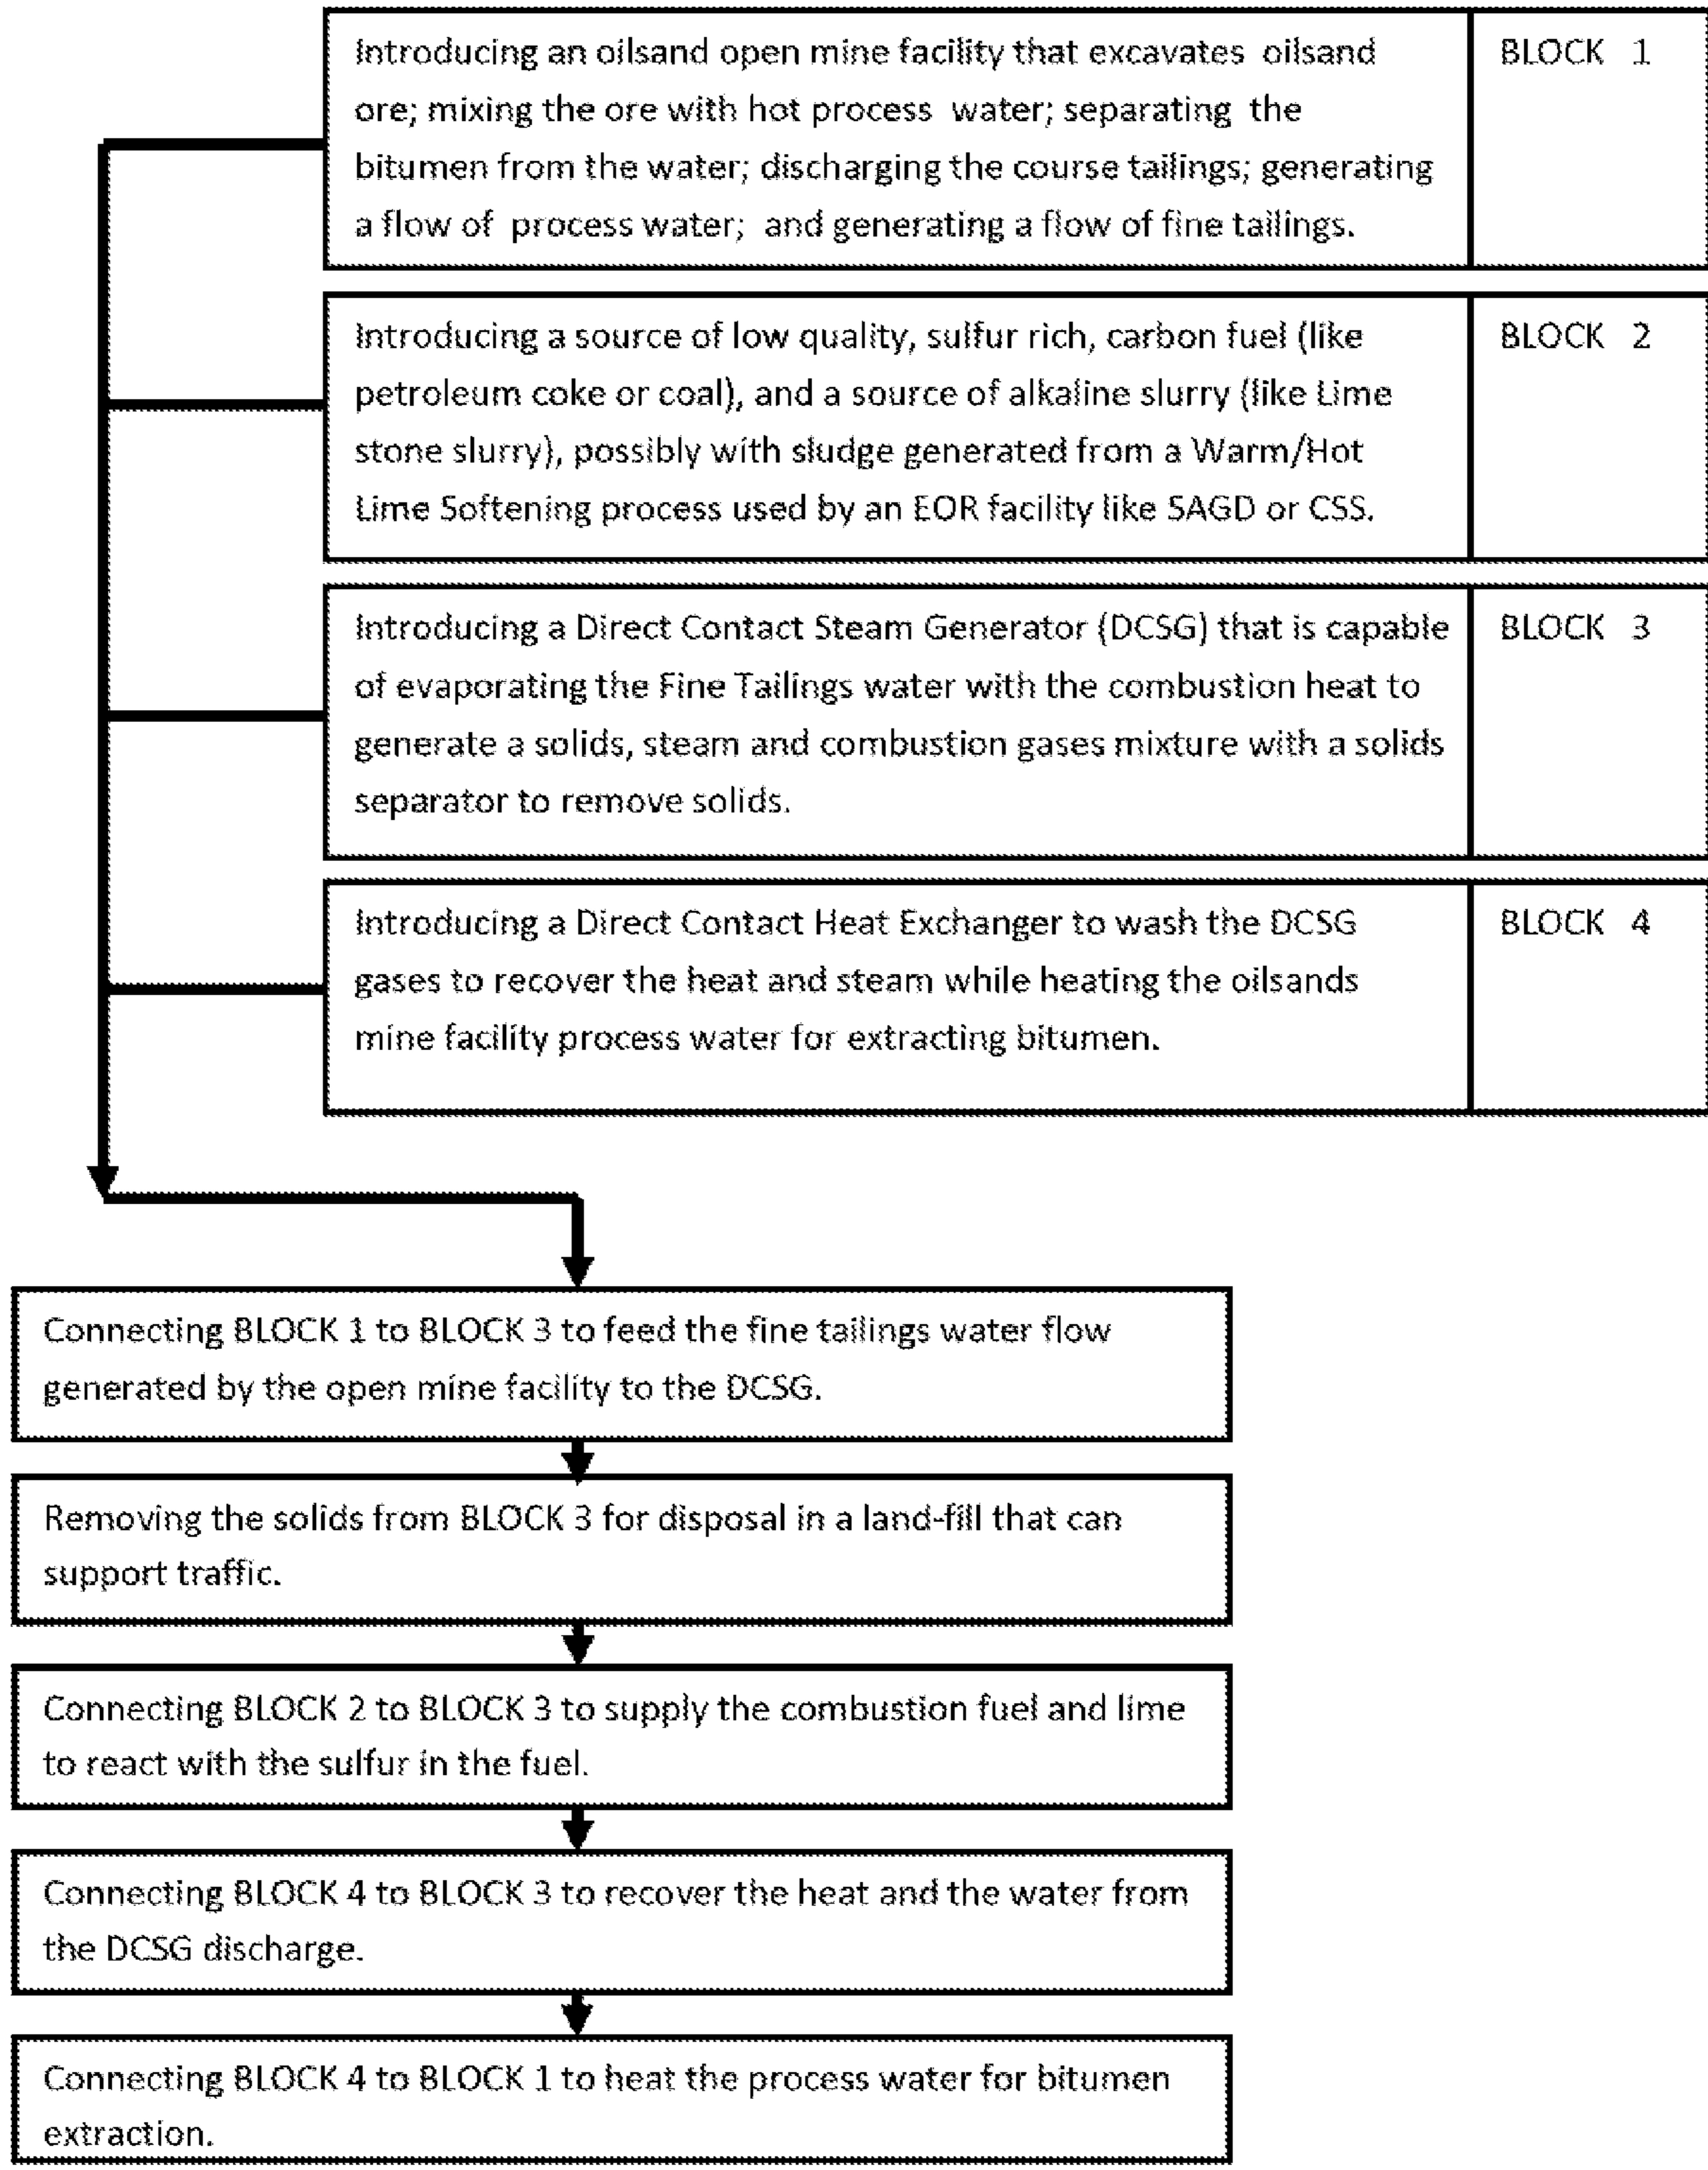 Introducing an oilsand open mine facility that excavates oilsand BLOCK 1
ore; mixing the ore with hot process water; separating the
bitumen from the water; discharging the course tailings; generating
a flow of process water; and generating a flow of fine tailings.
Introducing a source of low quality, sulfur rich, carbon fuel (like BLOCK 2
petroleum coke or coal), and a source of alkaline slurry (like Lime
stone slurry), possibly with sludge generated from a Warm/Hot
Lime Softening process used by an EOR facility like SAGD or CSS.
Introducing a Direct Contact Steam Generator (DCSG) that is capable BLOCK 3
of evaporating the Fine Tailings water with the combustion heat to
generate a solids, steam and combustion gases mixture with a solids
separator to remove solids.
Introducing a Direct Contact Heat Exchanger to wash the DCSG BLOCK 4
gases to recover the heat and steam while heating the oilsands
mine facility process water for extracting bitumen.
Connecting BLOCK 1 to BLOCK 3 to feed the fine tailings water flow
generated by the open mine facility to the DCSG.
Removing the solids from BLOCK 3 for disposal in a land-fill that can
support traffic.
Connecting BLOCK 2 to BLOCK 3 to supply the combustion fuel and lime
to react with the sulfur in the fuel.
Connecting BLOCK 4 to BLOCK 3 to recover the heat and the water from
the DCSG discharge.
Connecting BLOCK 4 to BLOCK 1 to heat the process water for bitumen
extraction.